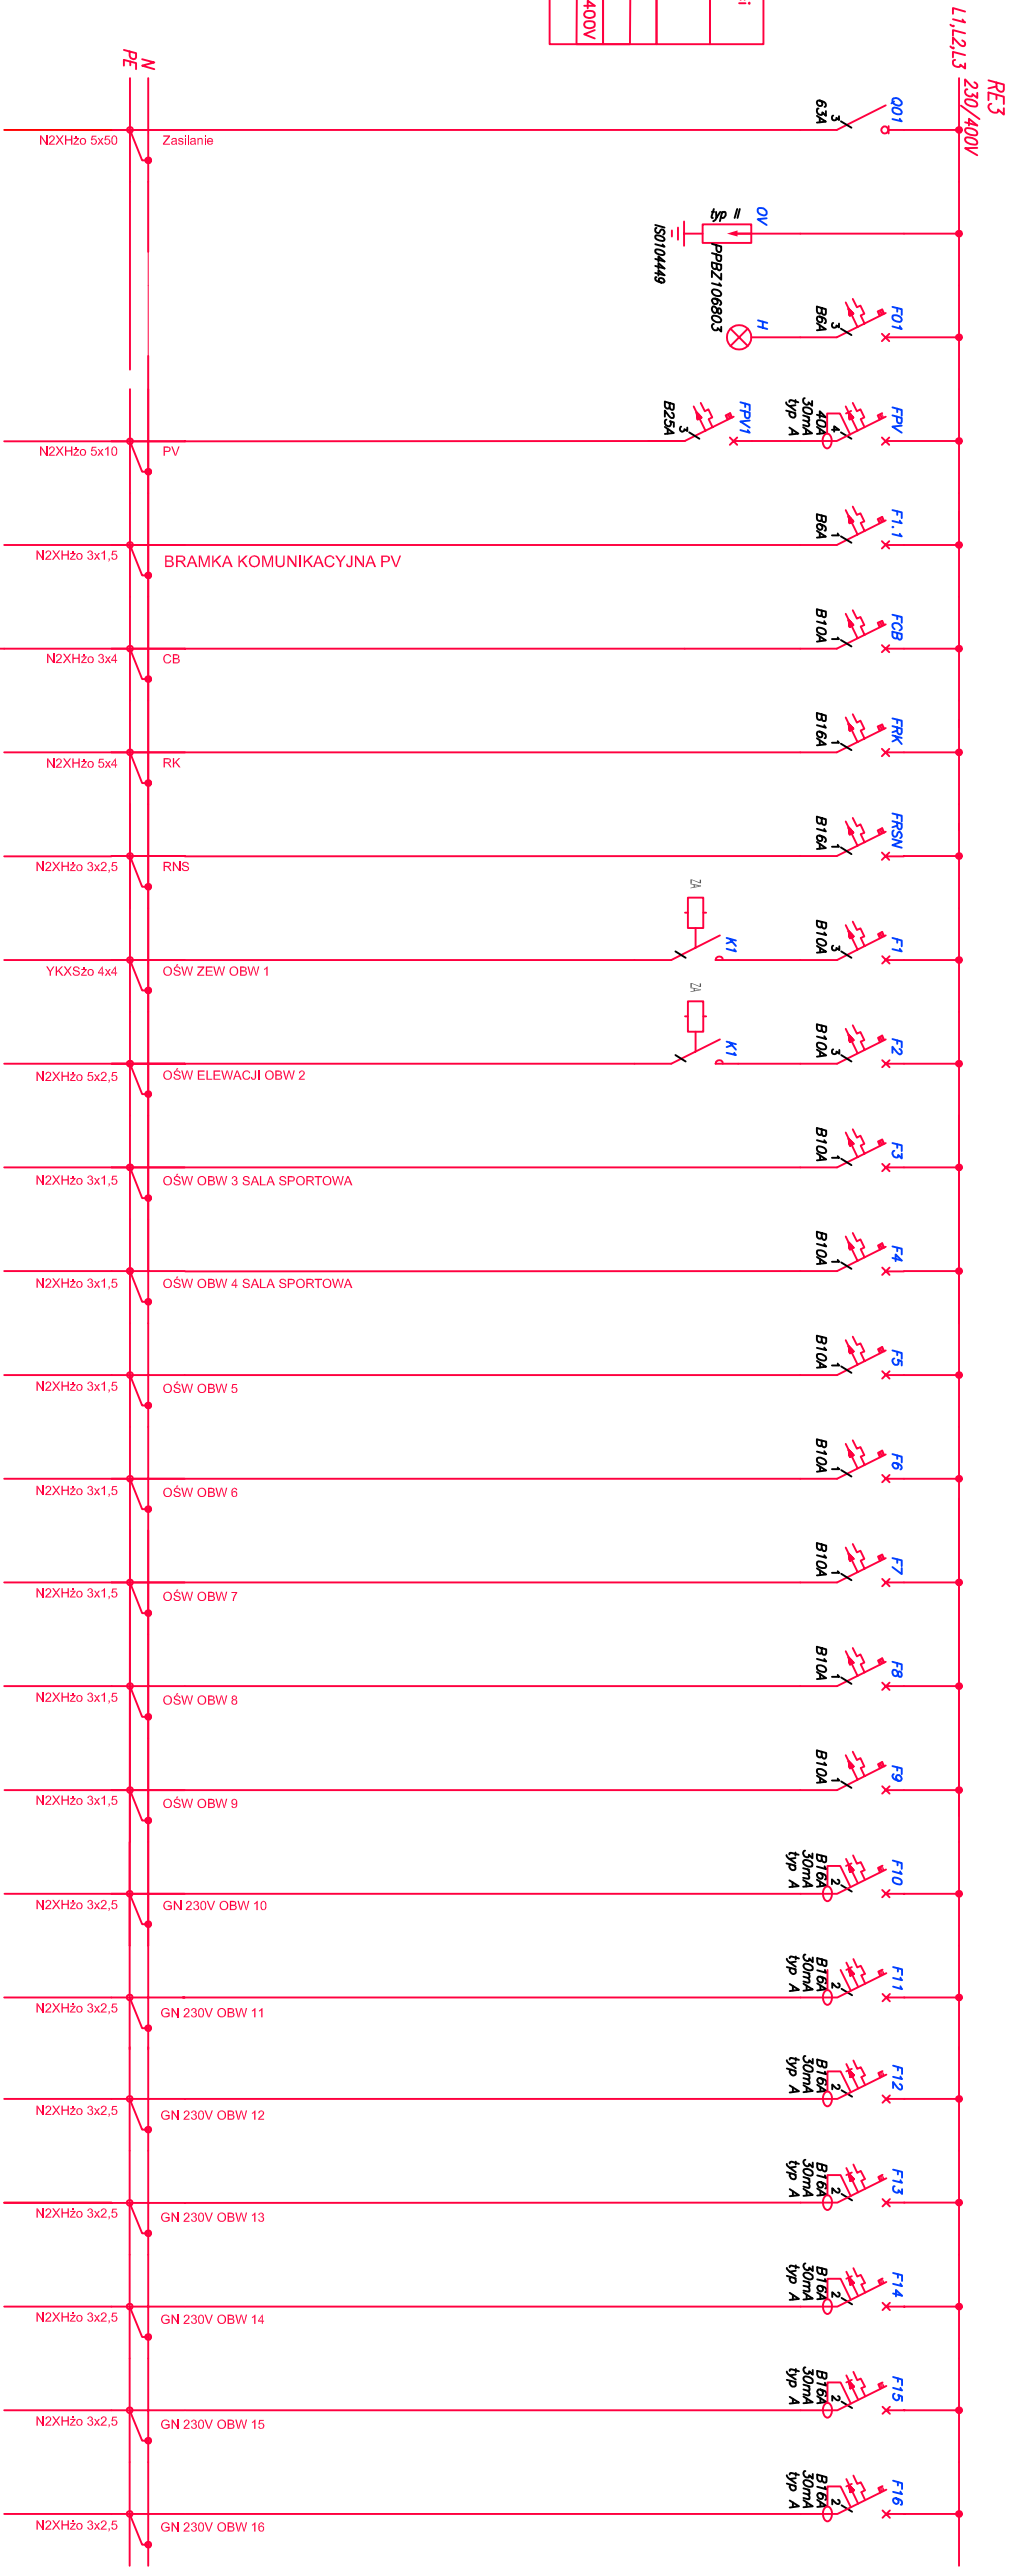 400V
L1,L2,L3
RE3
230/400V
N
PE
Q01
63A
3
N2XHżo 5x50
Zasilanie
OV
typ II
PPBZ106803
IS0104449
F01
B6A
3
H
FPV
40A
30mA
typ A
4
FPV1
B25A
3
N2XHżo 5x10
PV
F1.1
B6A
1
N2XHżo 3x1,5
BRAMKA KOMUNIKACYJNA PV
FCB
B10A
1
N2XHżo 3x4
CB
FRK
B16A
1
N2XHżo 5x4
RK
FRSN
B16A
1
N2XHżo 3x2,5
RNS
F1
B10A
3
K1
ZA
YKXSżo 4x4
OŚW ZEW OBW 1
F2
B10A
3
K1
ZA
N2XHżo 5x2,5
OŚW ELEWACJI OBW 2
F3
B10A
1
N2XHżo 3x1,5
OŚW OBW 3 SALA SPORTOWA
F4
B10A
1
N2XHżo 3x1,5
OŚW OBW 4 SALA SPORTOWA
F5
B10A
1
N2XHżo 3x1,5
OŚW OBW 5
F6
B10A
1
N2XHżo 3x1,5
OŚW OBW 6
F7
B10A
1
N2XHżo 3x1,5
OŚW OBW 7
F8
B10A
1
N2XHżo 3x1,5
OŚW OBW 8
F9
B10A
1
N2XHżo 3x1,5
OŚW OBW 9
F10
B16A
30mA
typ A
2
N2XHżo 3x2,5
GN 230V OBW 10
F11
B16A
30mA
typ A
2
N2XHżo 3x2,5
GN 230V OBW 11
F12
B16A
30mA
typ A
2
N2XHżo 3x2,5
GN 230V OBW 12
F13
B16A
30mA
typ A
2
N2XHżo 3x2,5
GN 230V OBW 13
F14
B16A
30mA
typ A
2
N2XHżo 3x2,5
GN 230V OBW 14
F15
B16A
30mA
typ A
2
N2XHżo 3x2,5
GN 230V OBW 15
F16
B16A
30mA
typ A
2
N2XHżo 3x2,5
GN 230V OBW 16